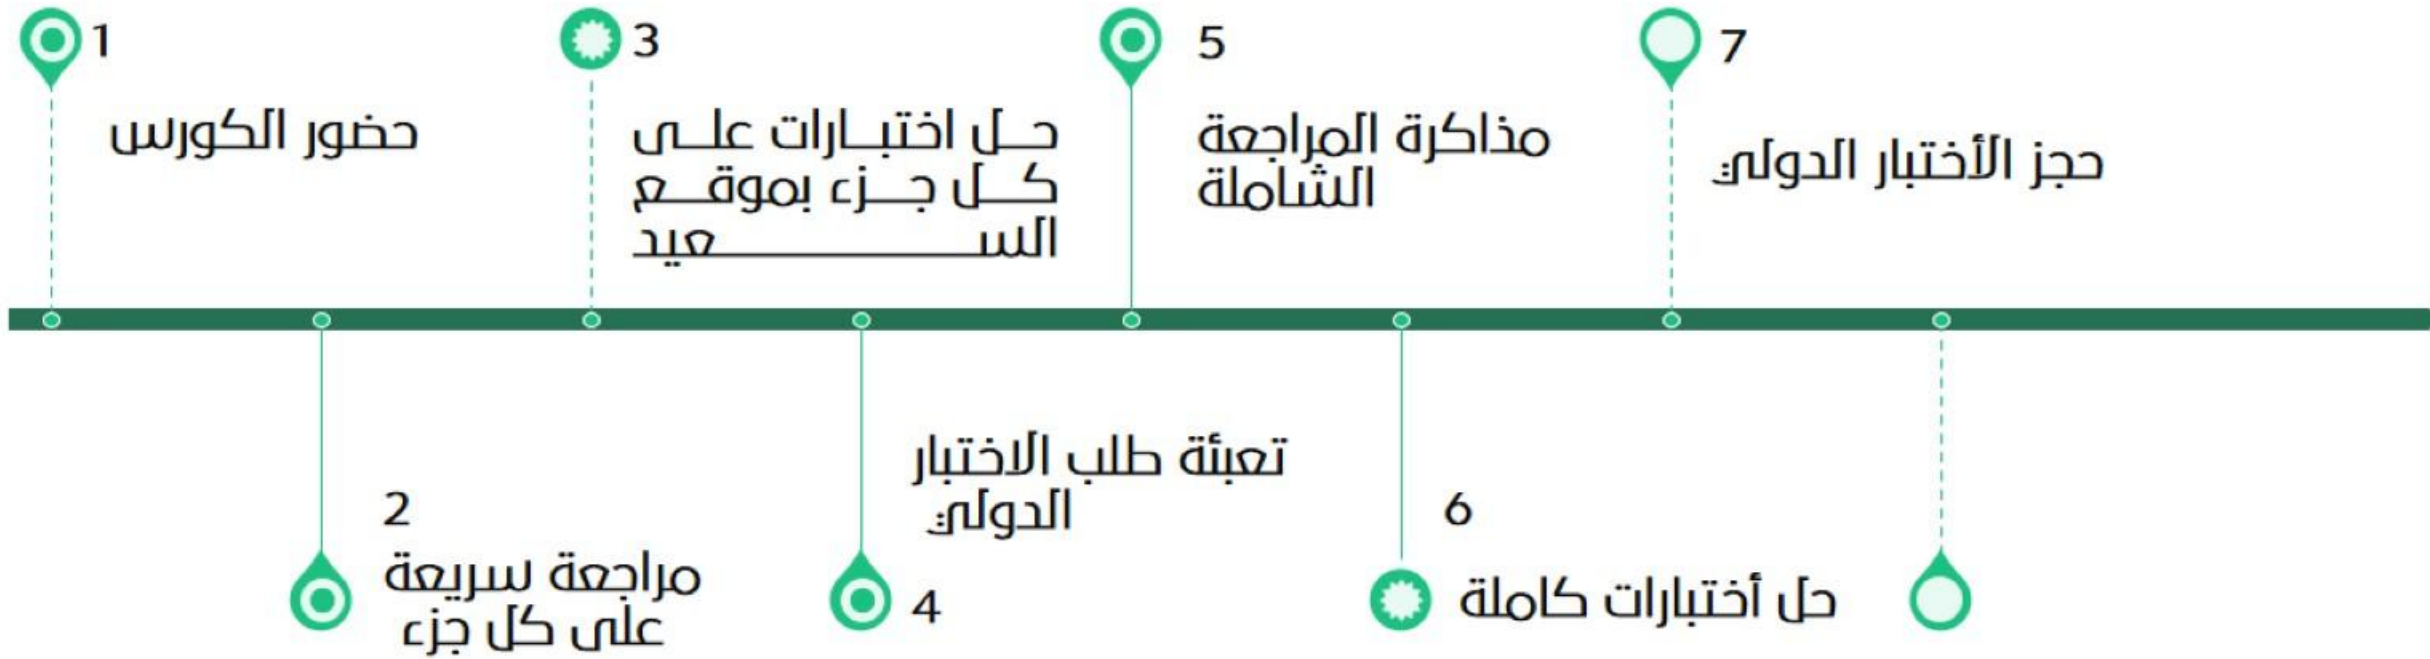 1
حضور الكورس
2
مراجعة سريعة
على كل جزء
3
حل اختبارات على
كل جزء بموقع
السعيد
4
تعبئة طلب الاختبار
الدولي
5
مذاكرة المراجعة
الشاملة
6
حل أختبارات كاملة
7
حجز الأختبار الدولي